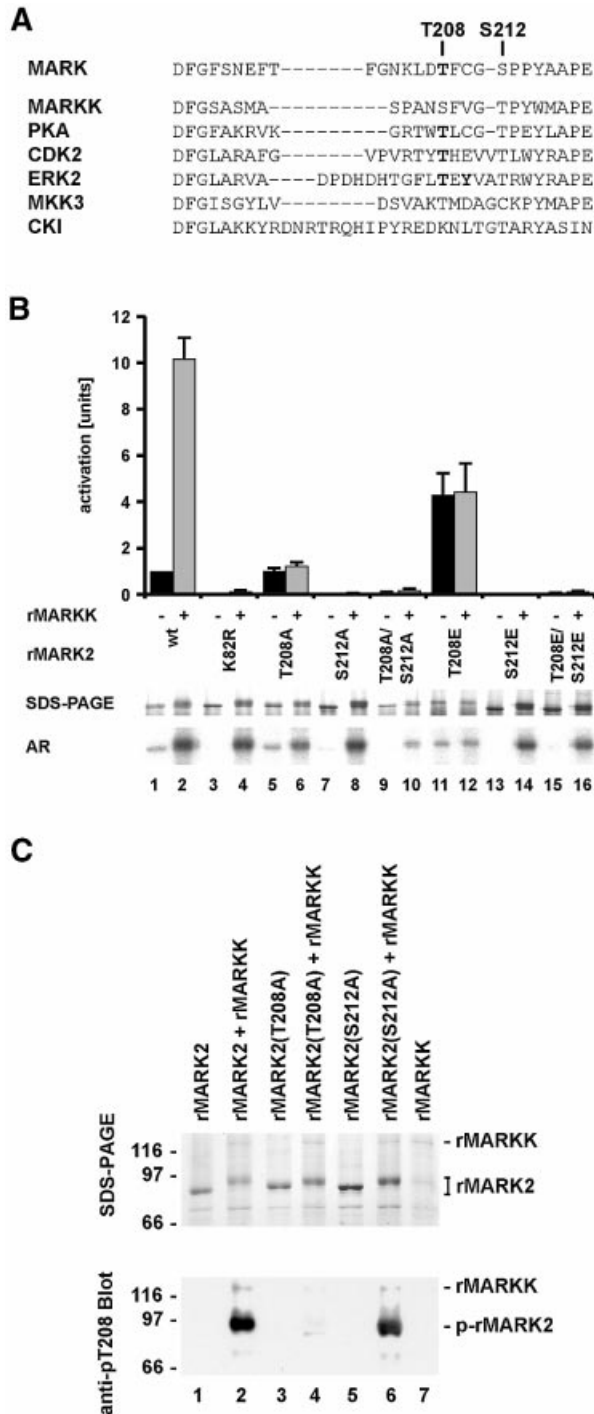 A
T208 S212
MARK DFGFSNEFT-------FGNKLDTFCG-SPPYAAPE
MARKK DFGSASMA----------SPANSFVG-TPYWMAPE
PKA DFGFAKRVK---------GRTWTLCG-TPEYLAPE
CDK2 DFGLARAFG-------VPVRTYTHEVVTLWYRAPE
ERK2 DFGLARVA----DPDHDHTGFLTEYVATRWYRAPE
MKK3 DFGISGYLV--------DSVAKTMDAGCKPYMAPE
CKI DFGLAKKYRDNRTRQHIPYREDKNLTGTARYASIN
B
activation [units]
12
10
8
6
4
2
0
rMARKK - + - + - + - + - + - + - + - +
rMARK2 wt K82R T208A S212A T208A/ S212A T208E S212E T208E/ S212E
SDS-PAGE
AR
1 2 3 4 5 6 7 8 9 10 11 12 13 14 15 16
C
rMARK2
rMARK2 + rMARKK
rMARK2(T208A)
rMARK2(T208A) + rMARKK
rMARK2(S212A)
rMARK2(S212A) + rMARKK
rMARKK
SDS-PAGE
116 -
97 -
66 -
- rMARKK
rMARK2
anti-pT208 Blot
116 -
97 -
66 -
- rMARKK
- p-rMARK2
1 2 3 4 5 6 7